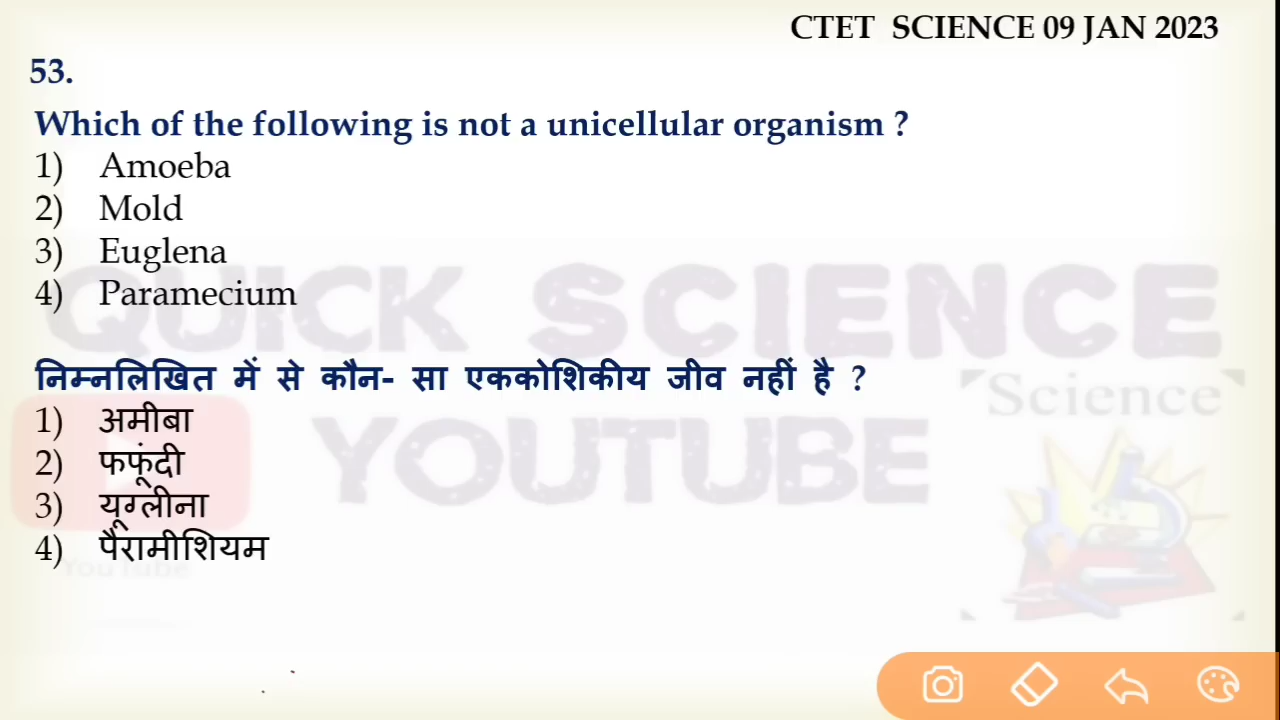 CTET SCIENCE 09 JAN 2023
53.
Which of the following is not a unicellular organism ?
1) Amoeba
2) Mold
3) Euglena
4) Paramecium
QUICK SCIENCE
निम्नलिखित में से कौन- सा एककोशिकीय जीव नहीं है ?
Science
1) अमीबा
YOUTUBE
2) फफूंदी
3) यूग्लीना
4) पैरामीशियम
YouTube